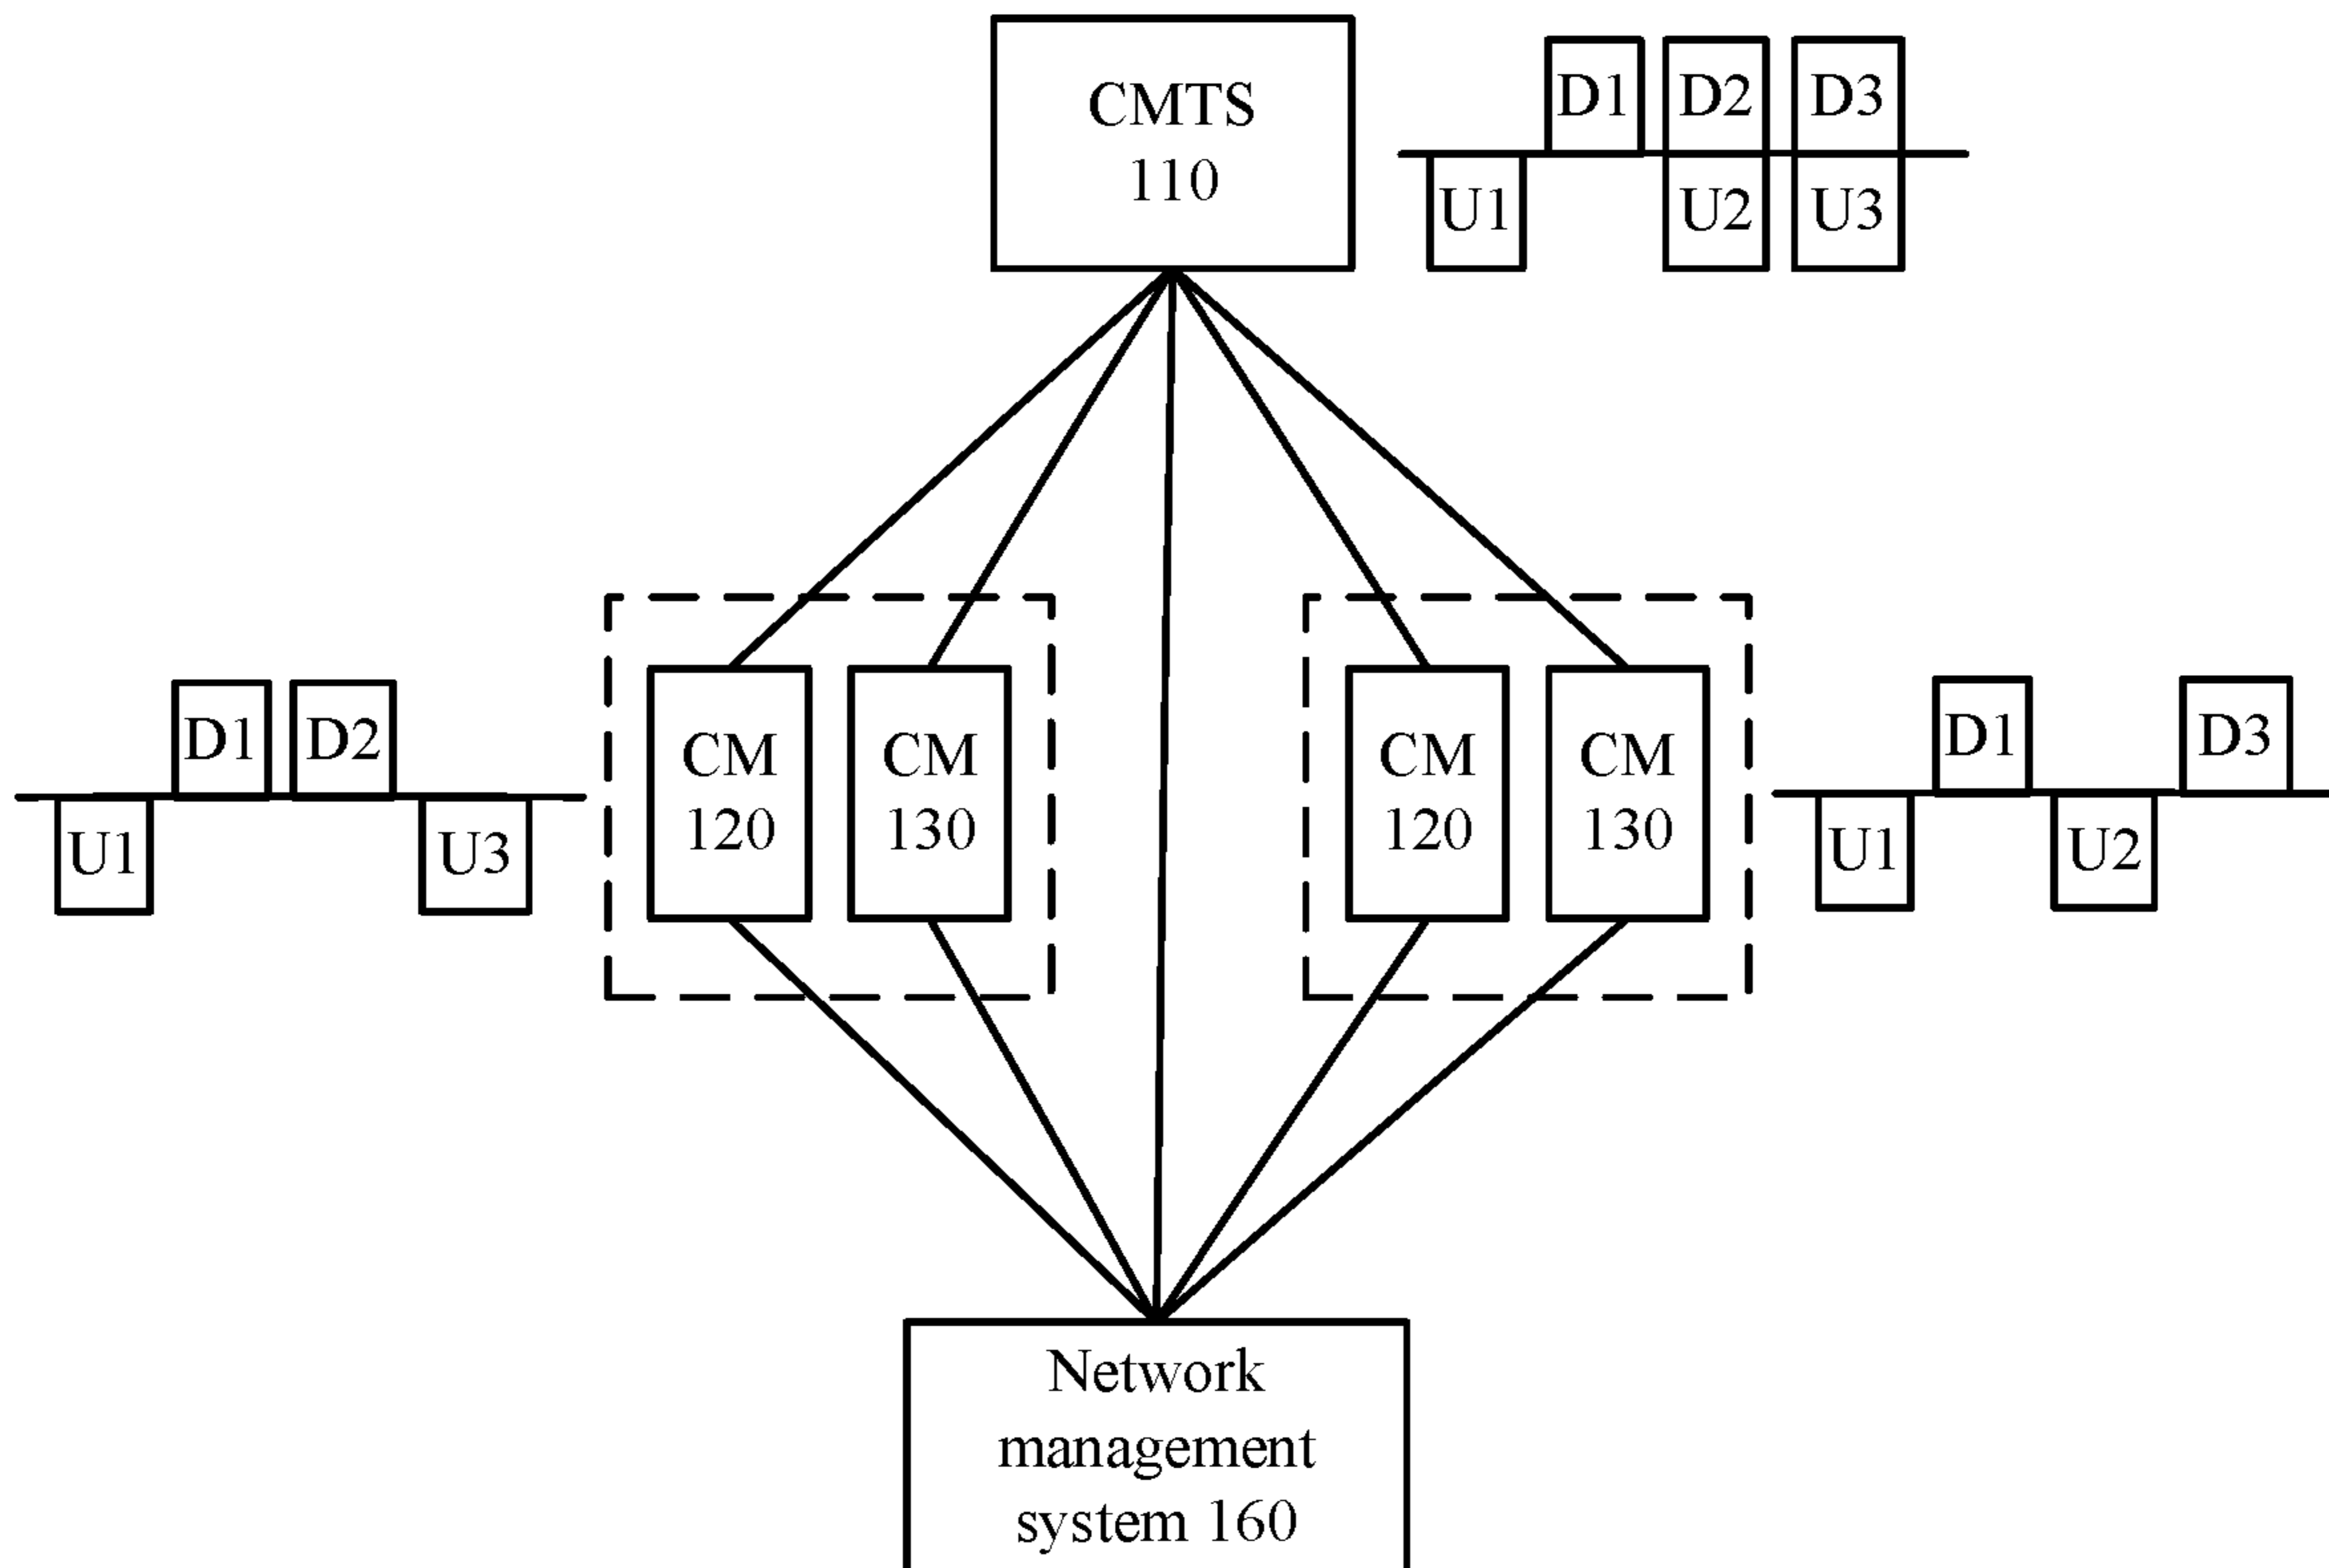 CMTS
110
D1 D2 D3
U1 U2 U3
D1 D2
U1 U3
CM
120
CM
130
CM
120
CM
130
D1 D3
U1 U2
Network
management
system 160